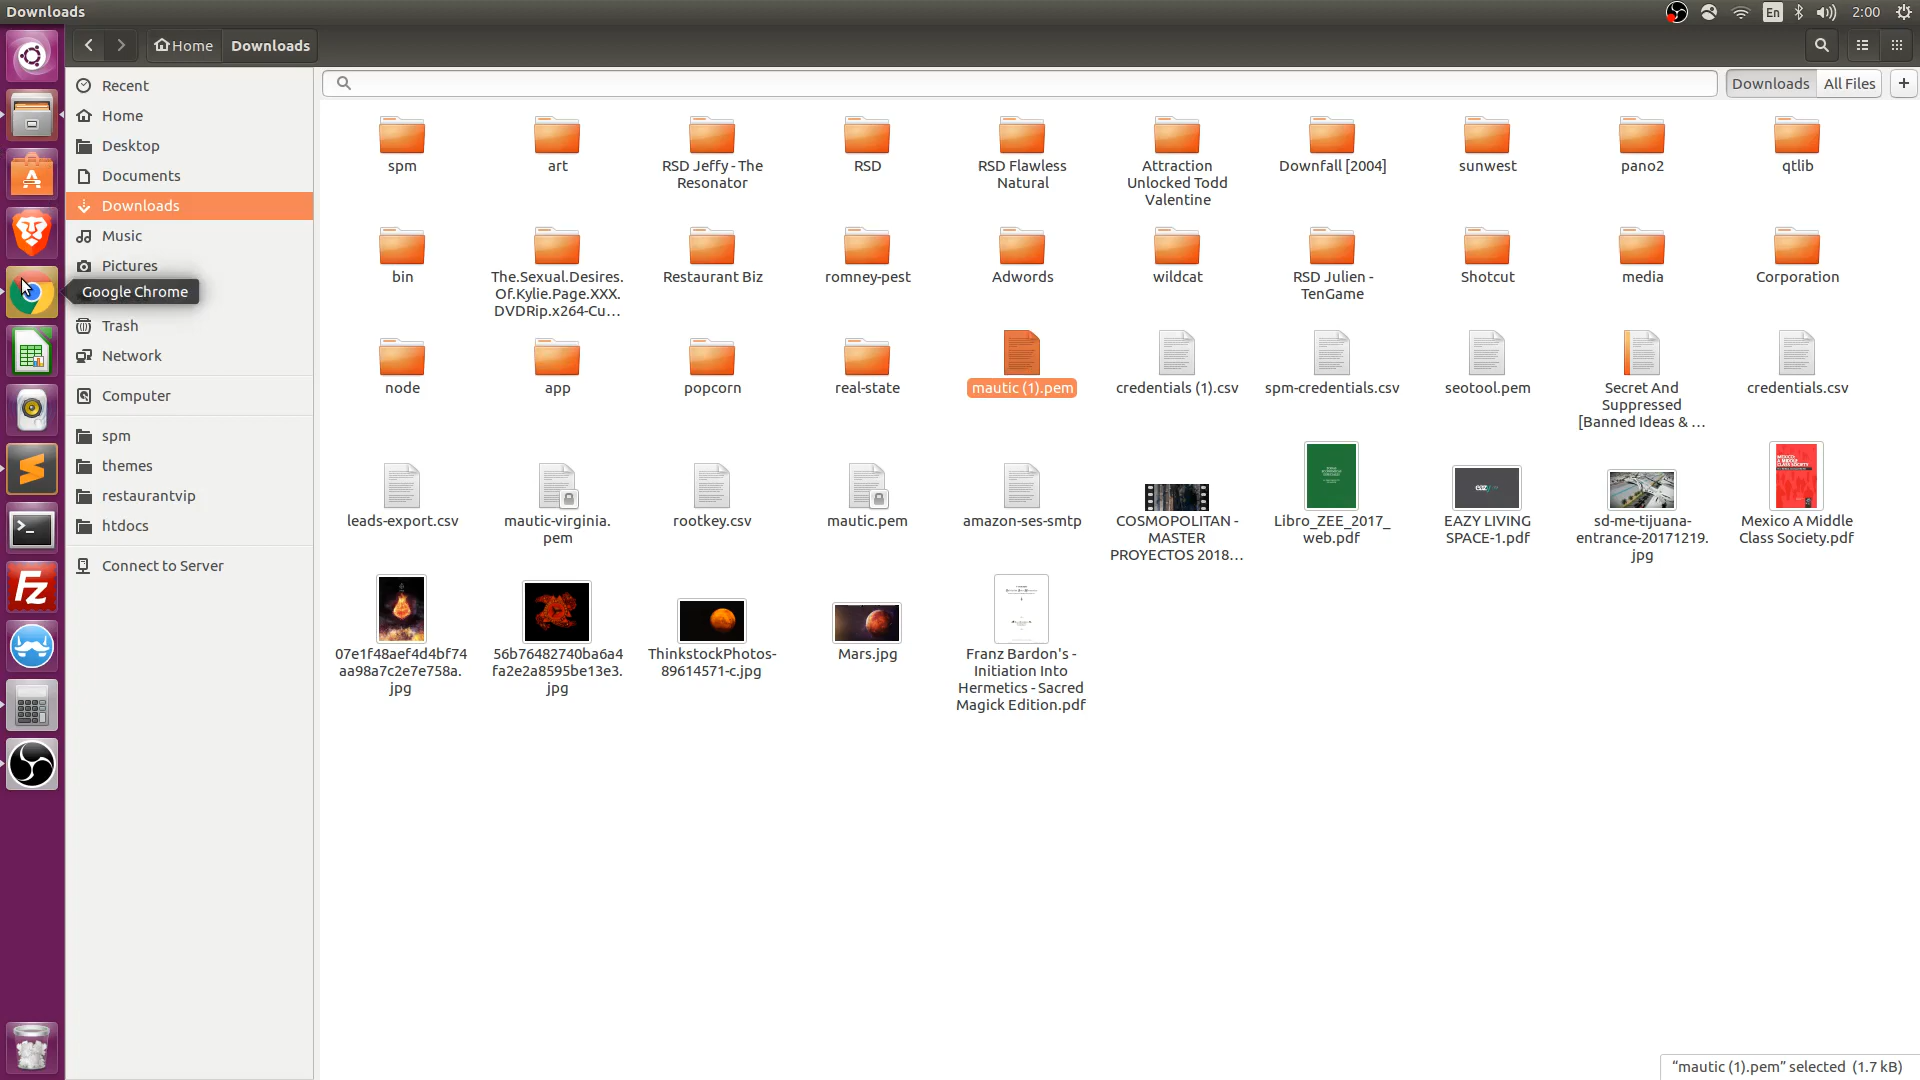 Downloads
En
2:00
Home
Downloads
Recent
Home
Desktop
Documents
Downloads
Music
Pictures
Google Chrome
Trash
Network
Computer
spm
themes
restaurantvip
htdocs
Connect to Server
Downloads
All Files
+
spm
art
RSD Jeffy - The
Resonator
RSD
RSD Flawless
Natural
Attraction
Unlocked Todd
Valentine
Downfall [2004]
sunwest
pano2
qtlib
bin
The.Sexual.Desires.
Of.Kylie.Page.XXX.
DVDRip.x264-Cu...
Restaurant Biz
romney-pest
Adwords
wildcat
RSD Julien -
TenGame
Shotcut
media
Corporation
node
app
popcorn
real-state
mautic (1).pem
credentials (1).csv
spm-credentials.csv
seotool.pem
Secret And
Suppressed
[Banned Ideas & ...
credentials.csv
leads-export.csv
mautic-virginia.
pem
rootkey.csv
mautic.pem
amazon-ses-smtp
COSMOPOLITAN -
MASTER
PROYECTOS 2018...
Libro_ZEE_2017_
web.pdf
EAZY LIVING
SPACE-1.pdf
sd-me-tijuana-
entrance-20171219.
jpg
MEXICO:
A MIDDLE
CLASS SOCIETY
Mexico A Middle
Class Society.pdf
07e1f48aef4d4bf74
aa98a7c2e7e758a.
jpg
56b76482740ba6a4
fa2e2a8595be13e3.
jpg
ThinkstockPhotos-
89614571-c.jpg
Mars.jpg
Franz Bardon's -
Initiation Into
Hermetics - Sacred
Magick Edition.pdf
"mautic (1).pem" selected (1.7 kB)